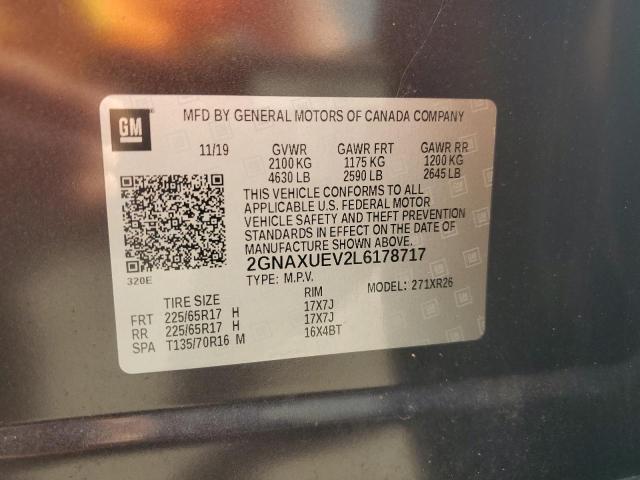 GM
MFD BY GENERAL MOTORS OF CANADA COMPANY
11/19 GVWR GAWR FRT GAWR RR
2100 KG 1175 KG 1200 KG
4630 LB 2590 LB 2645 LB
THIS VEHICLE CONFORMS TO ALL
APPLICABLE U.S. FEDERAL MOTOR
VEHICLE SAFETY AND THEFT PREVENTION
STANDARDS IN EFFECT ON THE DATE OF
MANUFACTURE SHOWN ABOVE.
2GNAXUEV2L6178717
320E
TYPE: M.P.V. MODEL: 271XR26
TIRE SIZE RIM
FRT 225/65R17 H 17X7J
RR 225/65R17 H 17X7J
SPA T135/70R16 M 16X4BT